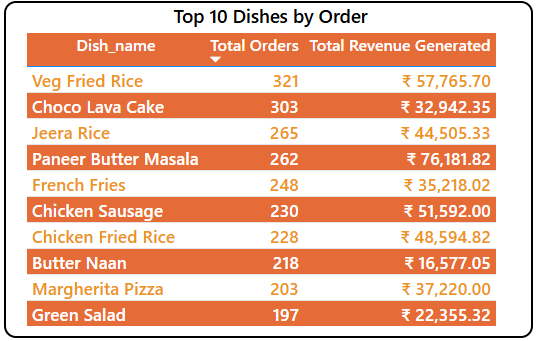 Top 10 Dishes by Order
Dish_name Total Orders Total Revenue Generated
Veg Fried Rice 321 ₹ 57,765.70
Choco Lava Cake 303 ₹ 32,942.35
Jeera Rice 265 ₹ 44,505.33
Paneer Butter Masala 262 ₹ 76,181.82
French Fries 248 ₹ 35,218.02
Chicken Sausage 230 ₹ 51,592.00
Chicken Fried Rice 228 ₹ 48,594.82
Butter Naan 218 ₹ 16,577.05
Margherita Pizza 203 ₹ 37,220.00
Green Salad 197 ₹ 22,355.32